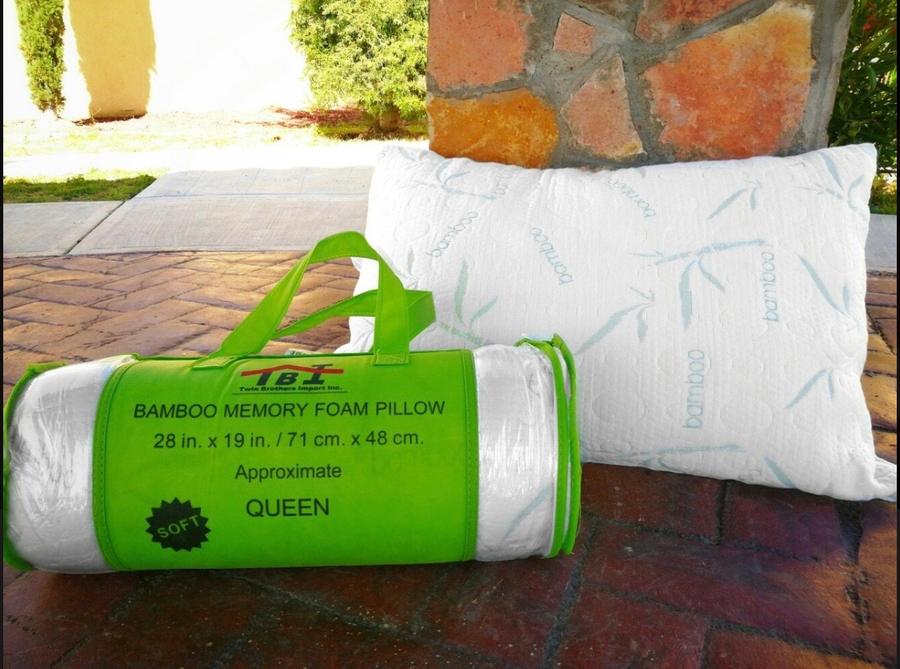 TBI
Twin Brothers Import Inc.
BAMBOO MEMORY FOAM PILLOW
28 in. x 19 in. / 71 cm. x 48 cm.
Approximate
QUEEN
SOFT
bamboo
bamboo
bamboo
bamboo
bamboo